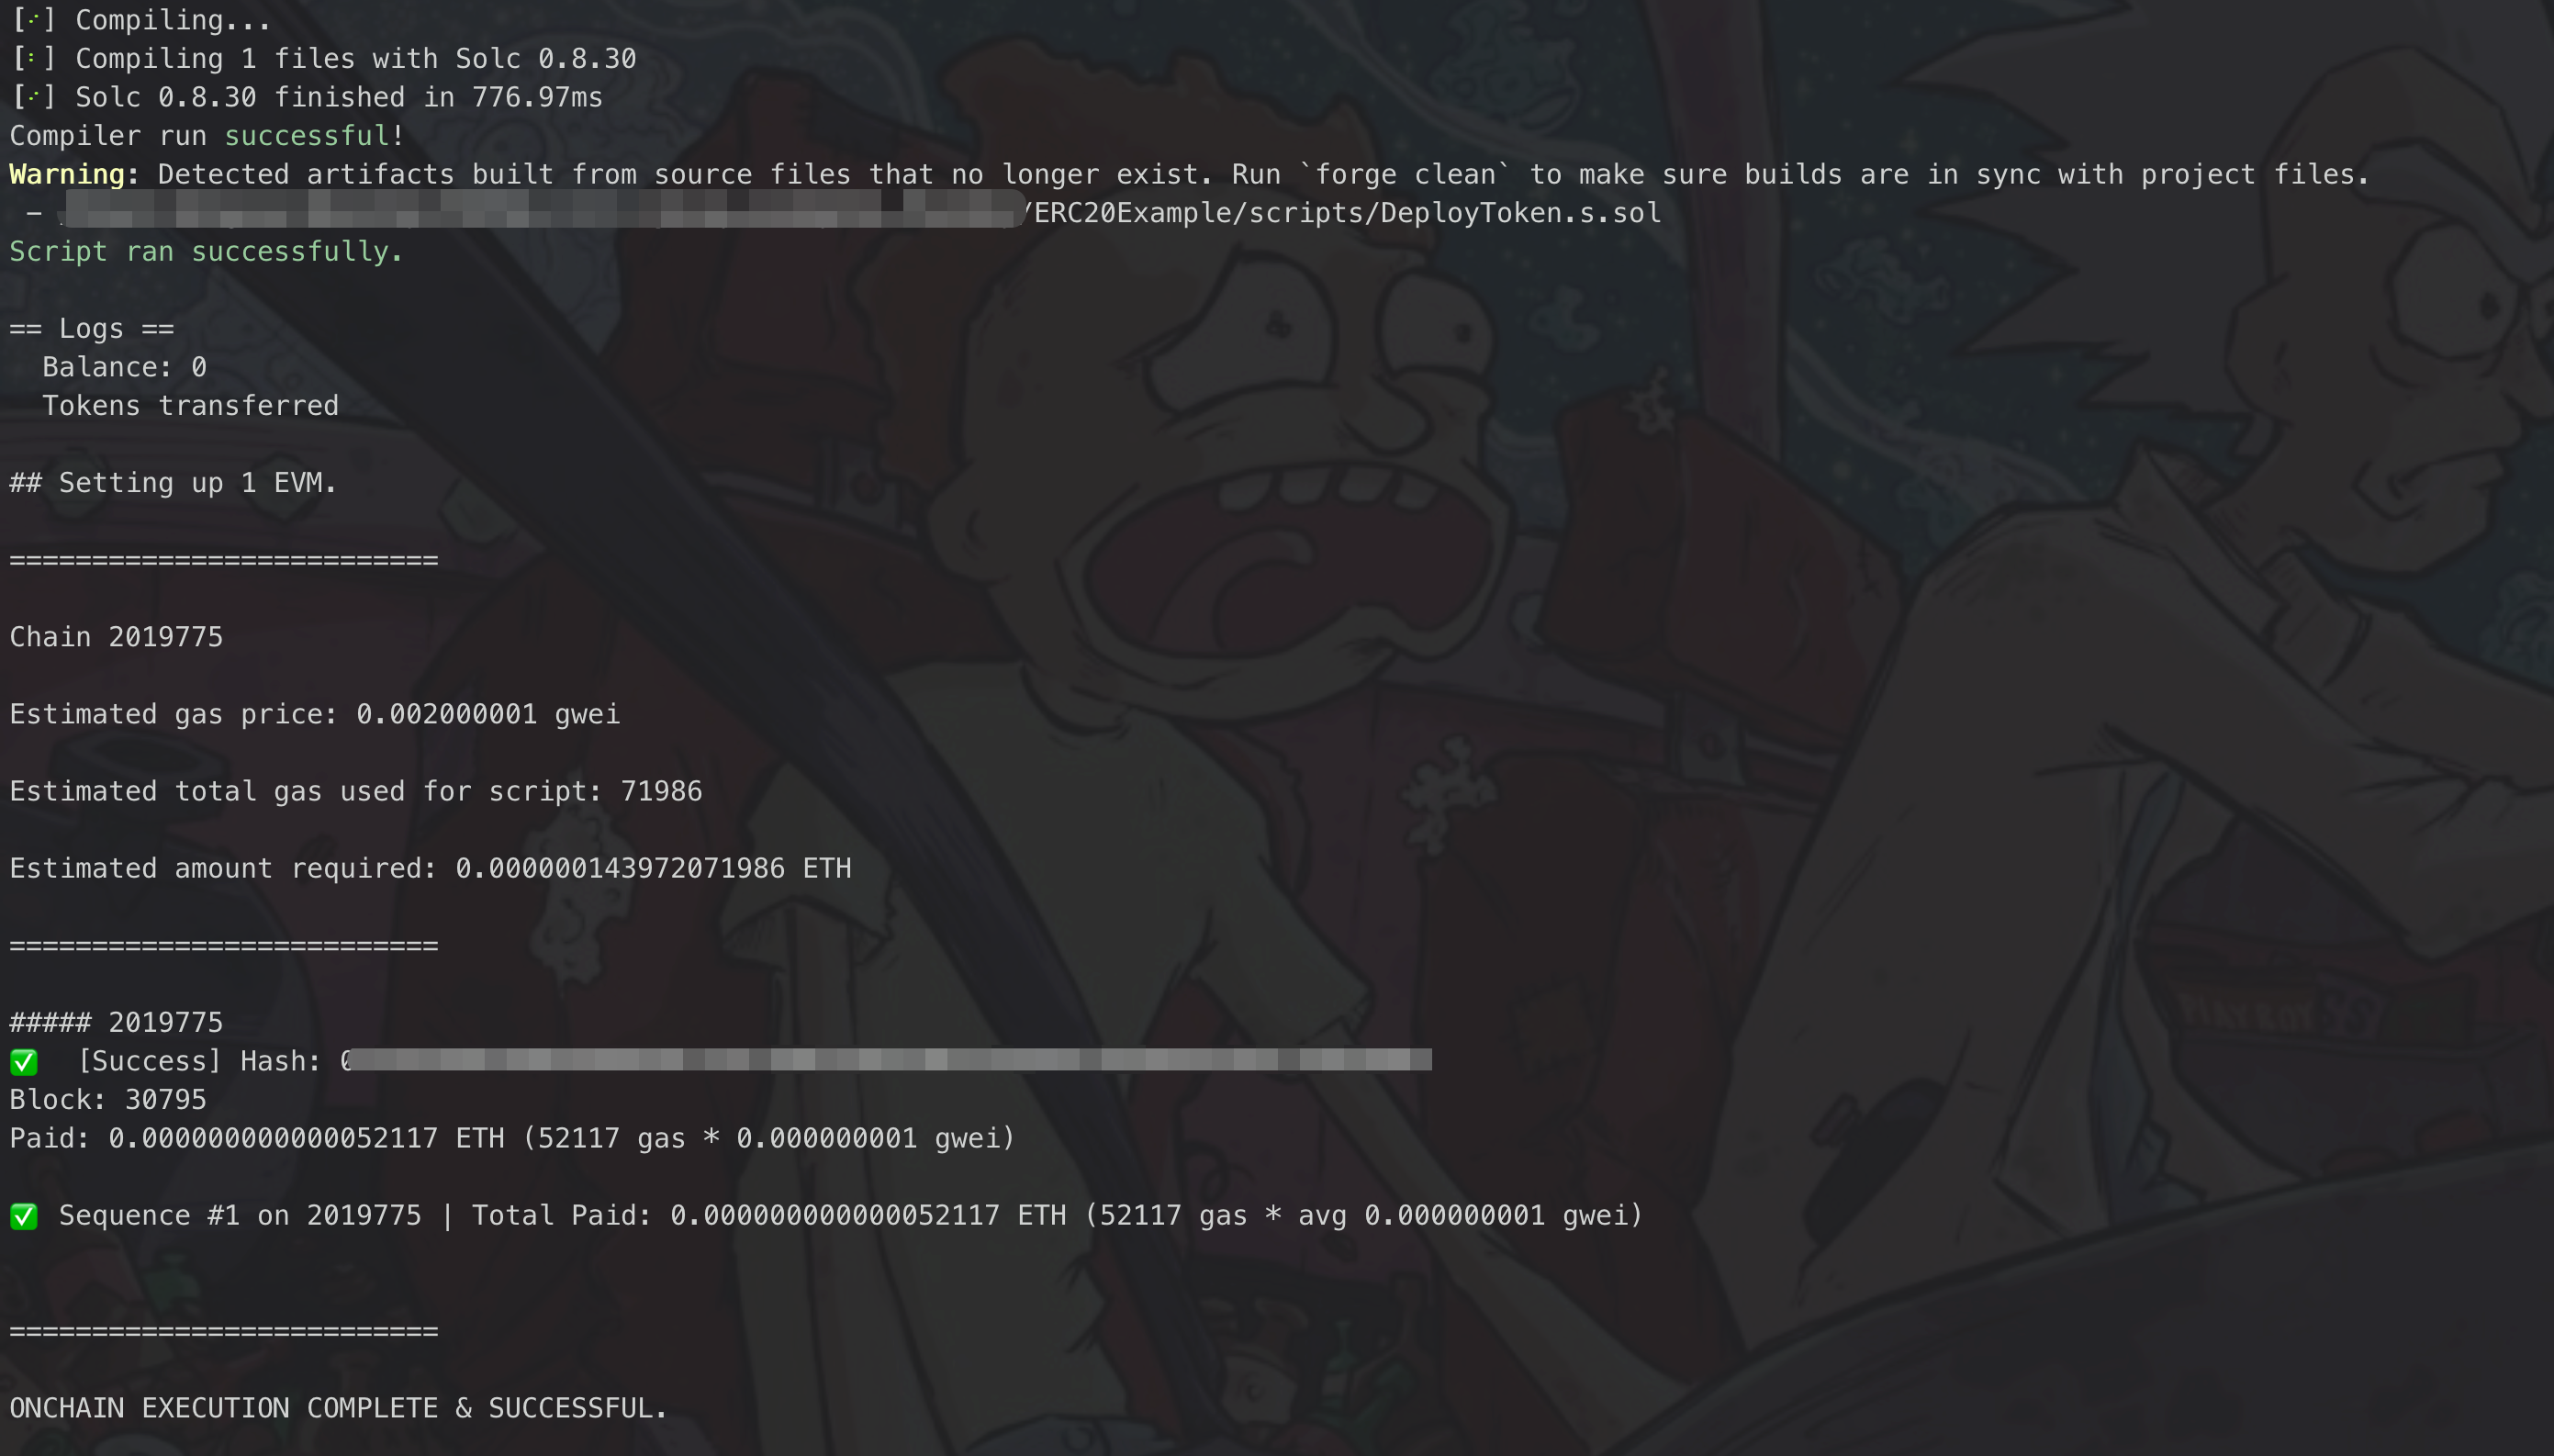 [⠊] Compiling...
[⠃] Compiling 1 files with Solc 0.8.30
[⠊] Solc 0.8.30 finished in 776.97ms
Compiler run successful!
Warning: Detected artifacts built from source files that no longer exist. Run `forge clean` to make sure builds are in sync with project files.
 - /ERC20Example/scripts/DeployToken.s.sol
Script ran successfully.
== Logs ==
  Balance: 0
  Tokens transferred
## Setting up 1 EVM.
==========================
Chain 2019775
Estimated gas price: 0.002000001 gwei
Estimated total gas used for script: 71986
Estimated amount required: 0.000000143972071986 ETH
==========================
##### 2019775
✅  [Success] Hash: 0
Block: 30795
Paid: 0.000000000000052117 ETH (52117 gas * 0.000000001 gwei)
✅ Sequence #1 on 2019775 | Total Paid: 0.000000000000052117 ETH (52117 gas * avg 0.000000001 gwei)
==========================
ONCHAIN EXECUTION COMPLETE & SUCCESSFUL.